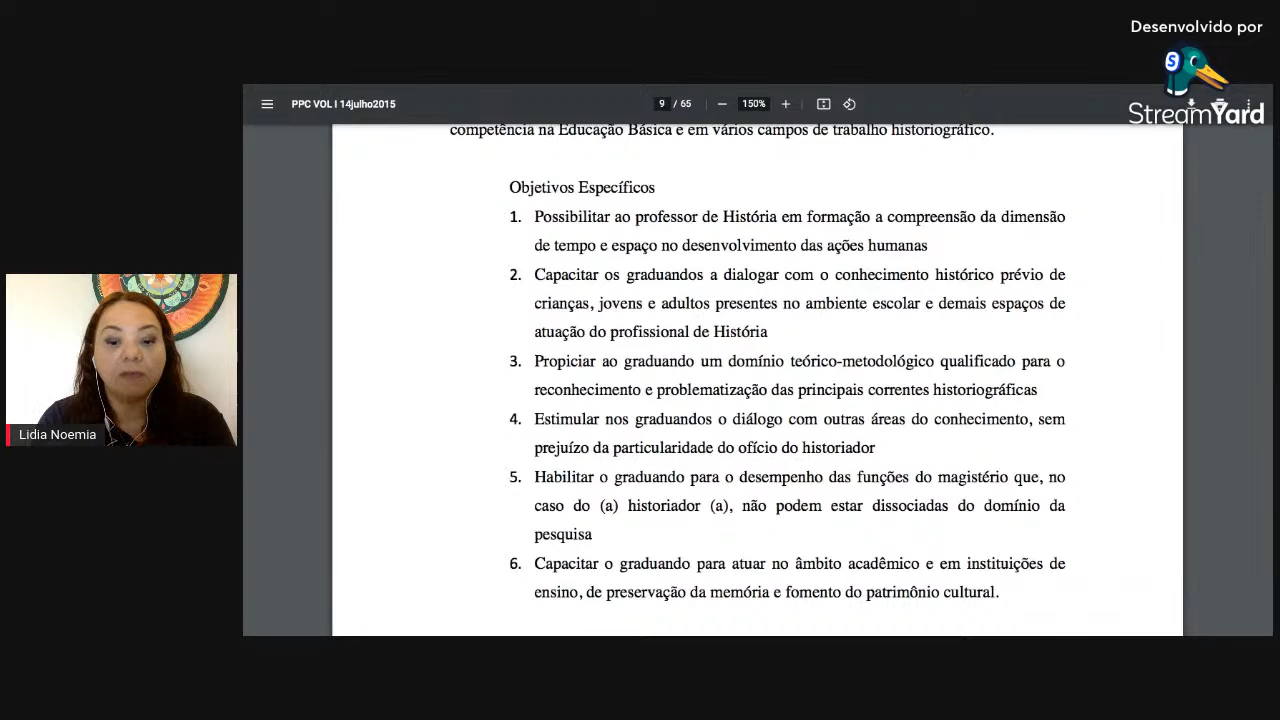 Desenvolvido por
StreamYard
PPC VOL I 14julho2015
9 / 65
150%
competência na Educação Básica e em vários campos de trabalho historiográfico.
Objetivos Específicos
1. Possibilitar ao professor de História em formação a compreensão da dimensão
de tempo e espaço no desenvolvimento das ações humanas
2. Capacitar os graduandos a dialogar com o conhecimento histórico prévio de
crianças, jovens e adultos presentes no ambiente escolar e demais espaços de
atuação do profissional de História
3. Propiciar ao graduando um domínio teórico-metodológico qualificado para o
reconhecimento e problematização das principais correntes historiográficas
4. Estimular nos graduandos o diálogo com outras áreas do conhecimento, sem
prejuízo da particularidade do ofício do historiador
5. Habilitar o graduando para o desempenho das funções do magistério que, no
caso do (a) historiador (a), não podem estar dissociadas do domínio da
pesquisa
6. Capacitar o graduando para atuar no âmbito acadêmico e em instituições de
ensino, de preservação da memória e fomento do patrimônio cultural.
Lidia Noemia